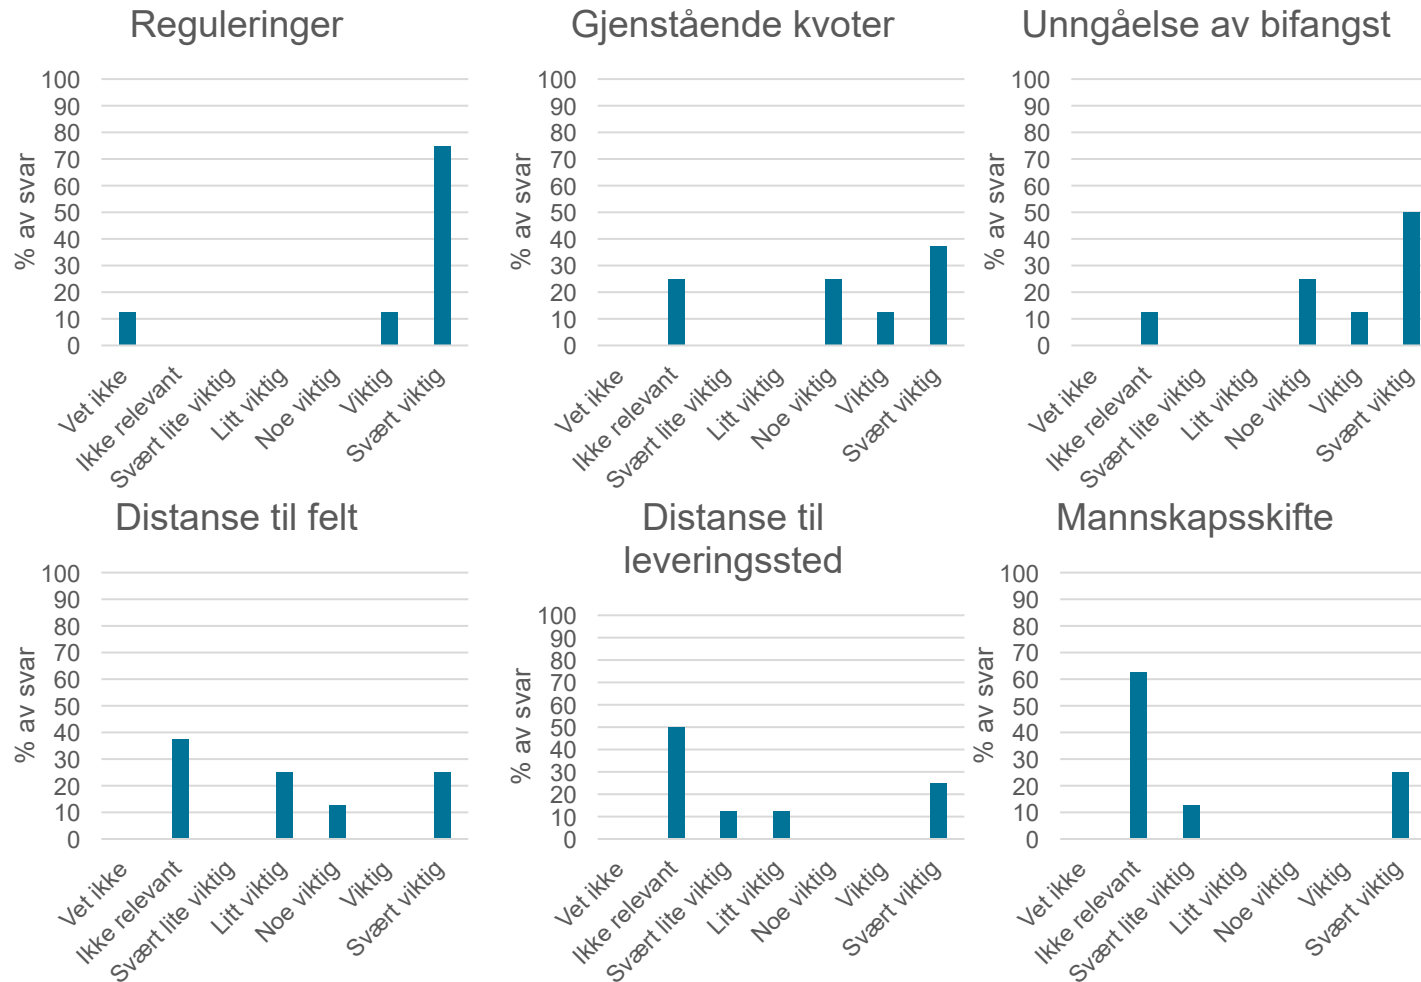 Reguleringer
% av svar
100
90
80
70
60
50
40
30
20
10
0
Vet ikke
Ikke relevant
Svært lite viktig
Litt viktig
Noe viktig
Viktig
Svært viktig
Gjenstående kvoter
% av svar
100
90
80
70
60
50
40
30
20
10
0
Vet ikke
Ikke relevant
Svært lite viktig
Litt viktig
Noe viktig
Viktig
Svært viktig
Unngåelse av bifangst
% av svar
100
90
80
70
60
50
40
30
20
10
0
Vet ikke
Ikke relevant
Svært lite viktig
Litt viktig
Noe viktig
Viktig
Svært viktig
Distanse til felt
% av svar
100
90
80
70
60
50
40
30
20
10
0
Vet ikke
Ikke relevant
Svært lite viktig
Litt viktig
Noe viktig
Viktig
Svært viktig
Distanse til
leveringssted
% av svar
100
90
80
70
60
50
40
30
20
10
0
Vet ikke
Ikke relevant
Svært lite viktig
Litt viktig
Noe viktig
Viktig
Svært viktig
Mannskapsskifte
% av svar
100
90
80
70
60
50
40
30
20
10
0
Vet ikke
Ikke relevant
Svært lite viktig
Litt viktig
Noe viktig
Viktig
Svært viktig